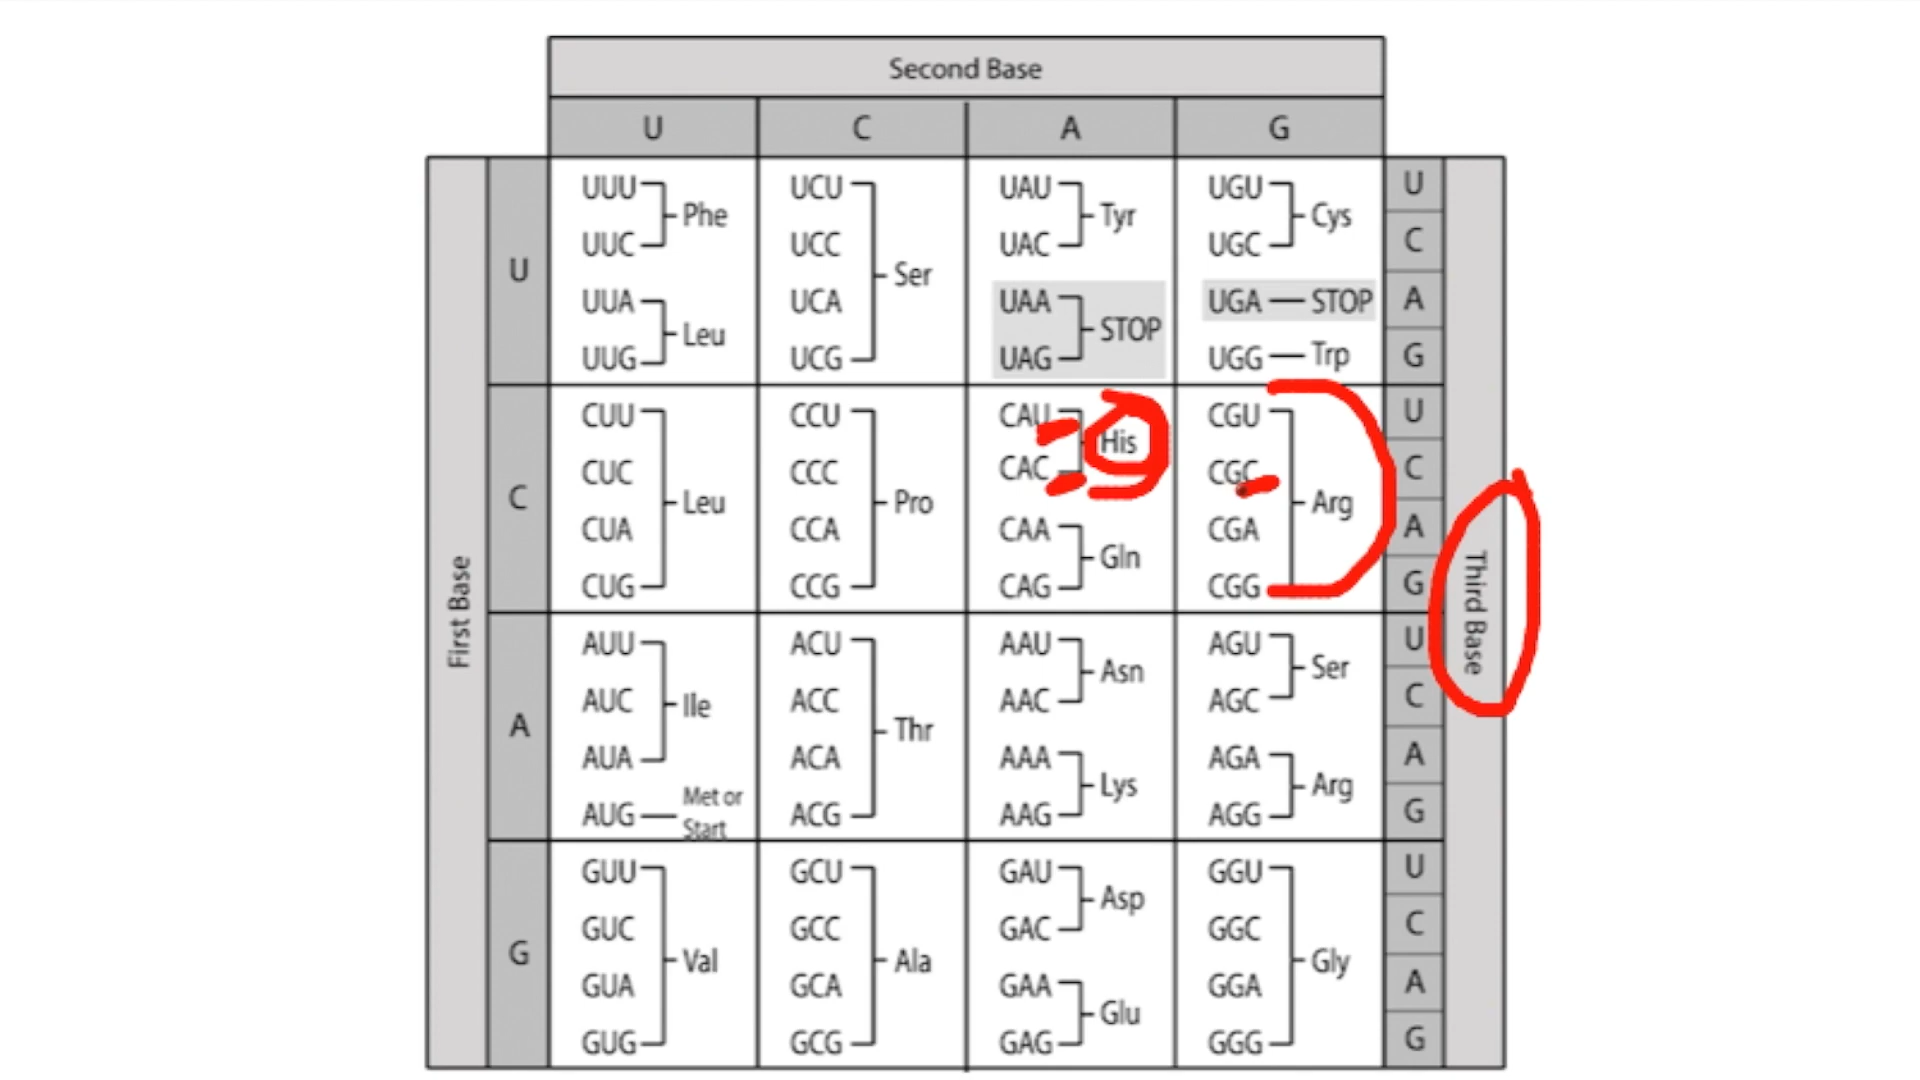 Second Base
U C A G
First Base
Third Base
U
UUU
UUC
Phe
UUA
UUG
Leu
UCU
UCC
UCA
UCG
Ser
UAU
UAC
Tyr
UAA
UAG
STOP
UGU
UGC
Cys
UGA STOP
UGG Trp
U
C
A
G
C
CUU
CUC
CUA
CUG
Leu
CCU
CCC
CCA
CCG
Pro
CAU
CAC
His
CAA
CAG
Gln
CGU
CGC
CGA
CGG
Arg
U
C
A
G
A
AUU
AUC
AUA
Ile
AUG Met or
Start
ACU
ACC
ACA
ACG
Thr
AAU
AAC
Asn
AAA
AAG
Lys
AGU
AGC
Ser
AGA
AGG
Arg
U
C
A
G
G
GUU
GUC
GUA
GUG
Val
GCU
GCC
GCA
GCG
Ala
GAU
GAC
Asp
GAA
GAG
Glu
GGU
GGC
GGA
GGG
Gly
U
C
A
G